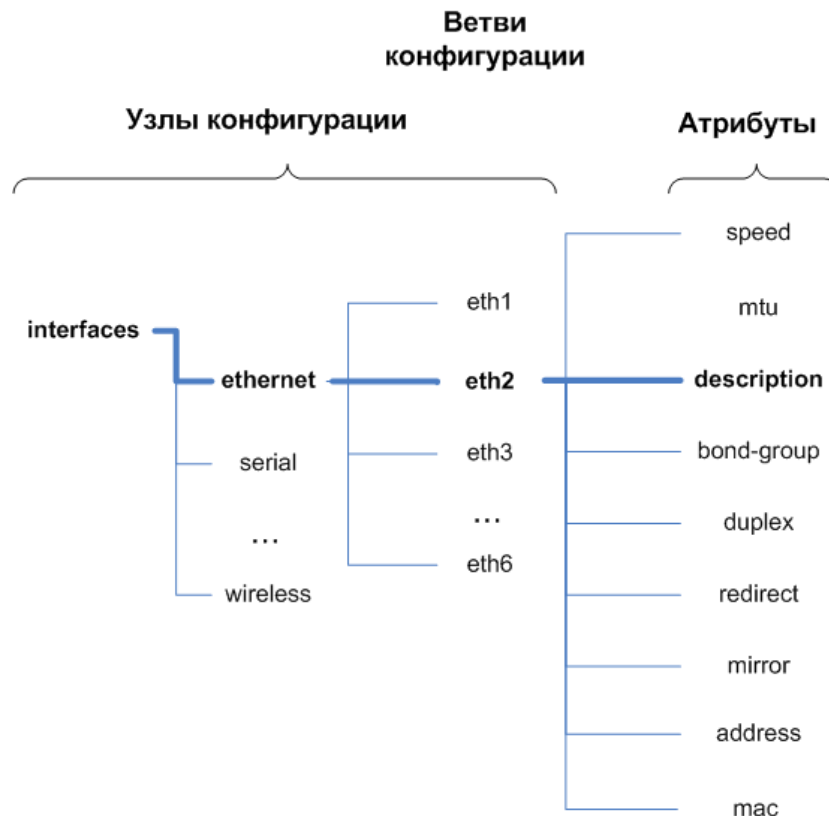 Ветви
конфигурации
Узлы конфигурации
Атрибуты
speed
eth1
mtu
interfaces
ethernet
eth2
description
serial
eth3
bond-group
...
...
duplex
eth6
wireless
redirect
mirror
address
mac